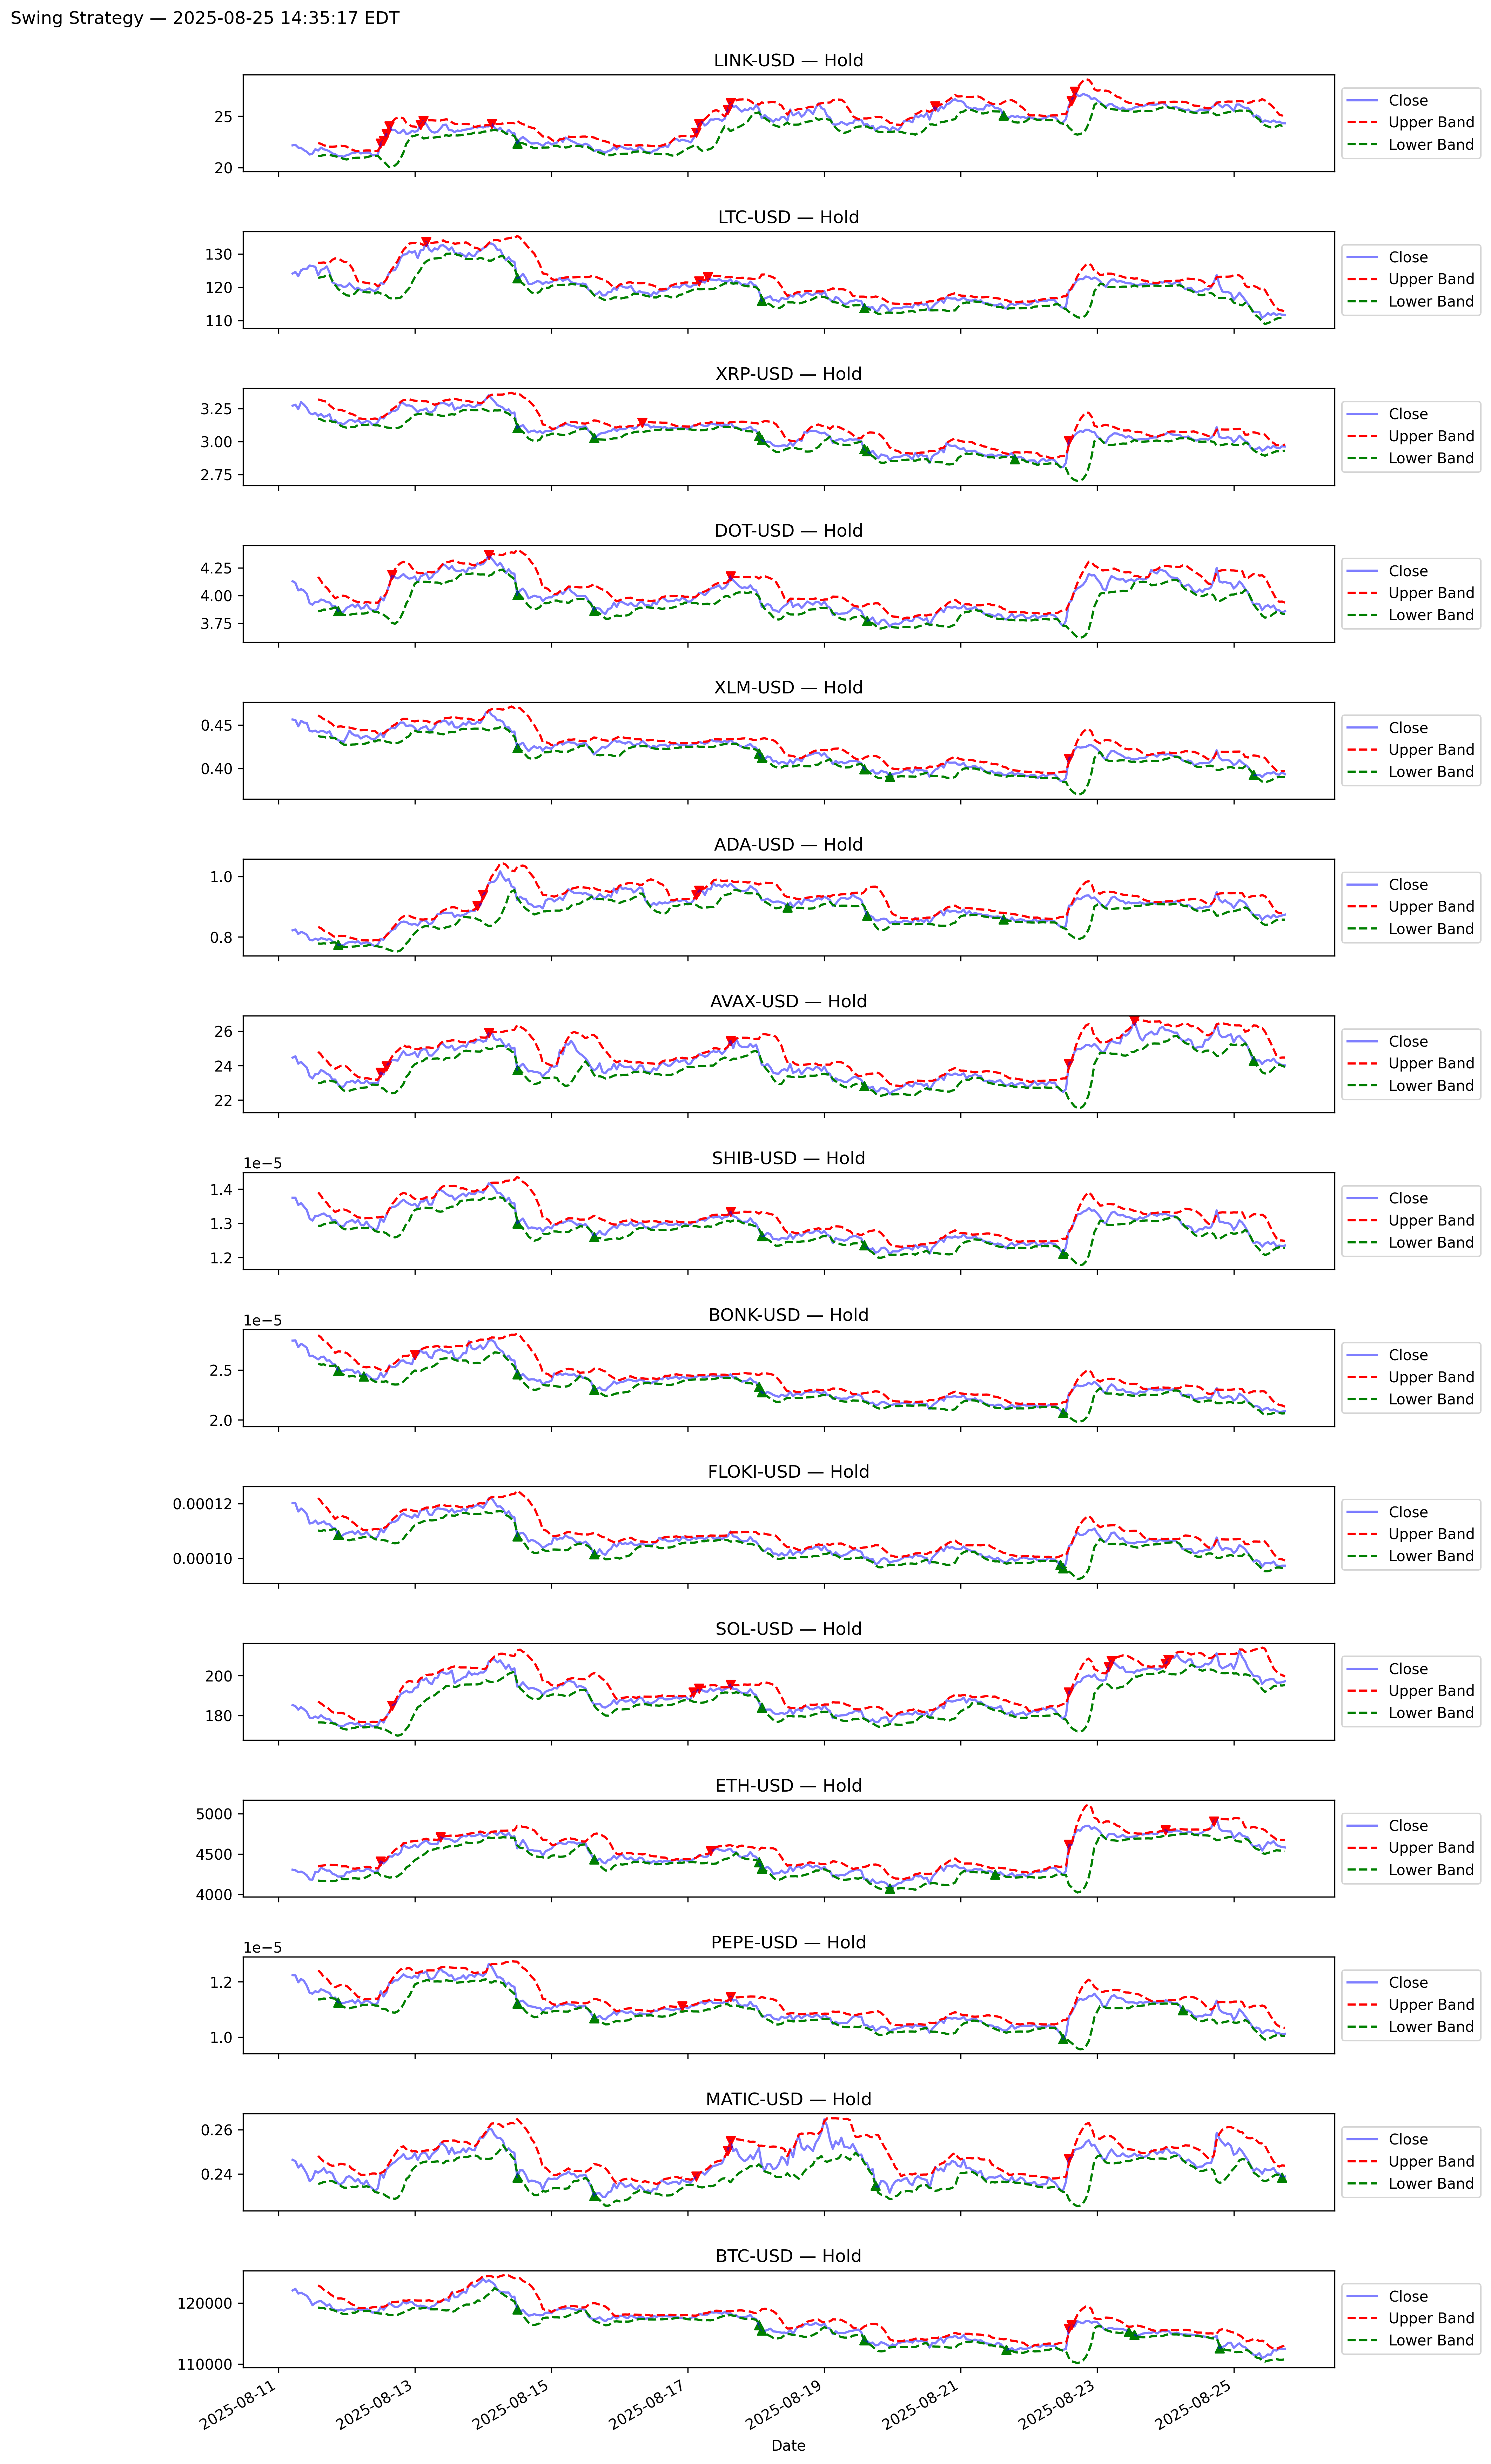 Swing Strategy — 2025-08-25 14:35:17 EDT
LINK-USD — Hold
25
20
Close
Upper Band
Lower Band
LTC-USD — Hold
130
120
110
Close
Upper Band
Lower Band
XRP-USD — Hold
3.25
3.00
2.75
Close
Upper Band
Lower Band
DOT-USD — Hold
4.25
4.00
3.75
Close
Upper Band
Lower Band
XLM-USD — Hold
0.45
0.40
Close
Upper Band
Lower Band
ADA-USD — Hold
1.0
0.8
Close
Upper Band
Lower Band
AVAX-USD — Hold
26
24
22
Close
Upper Band
Lower Band
SHIB-USD — Hold
1e−5
1.4
1.3
1.2
Close
Upper Band
Lower Band
BONK-USD — Hold
1e−5
2.5
2.0
Close
Upper Band
Lower Band
FLOKI-USD — Hold
0.00012
0.00010
Close
Upper Band
Lower Band
SOL-USD — Hold
200
180
Close
Upper Band
Lower Band
ETH-USD — Hold
5000
4500
4000
Close
Upper Band
Lower Band
PEPE-USD — Hold
1e−5
1.2
1.0
Close
Upper Band
Lower Band
MATIC-USD — Hold
0.26
0.24
Close
Upper Band
Lower Band
BTC-USD — Hold
120000
110000
Close
Upper Band
Lower Band
2025-08-11
2025-08-13
2025-08-15
2025-08-17
2025-08-19
2025-08-21
2025-08-23
2025-08-25
Date